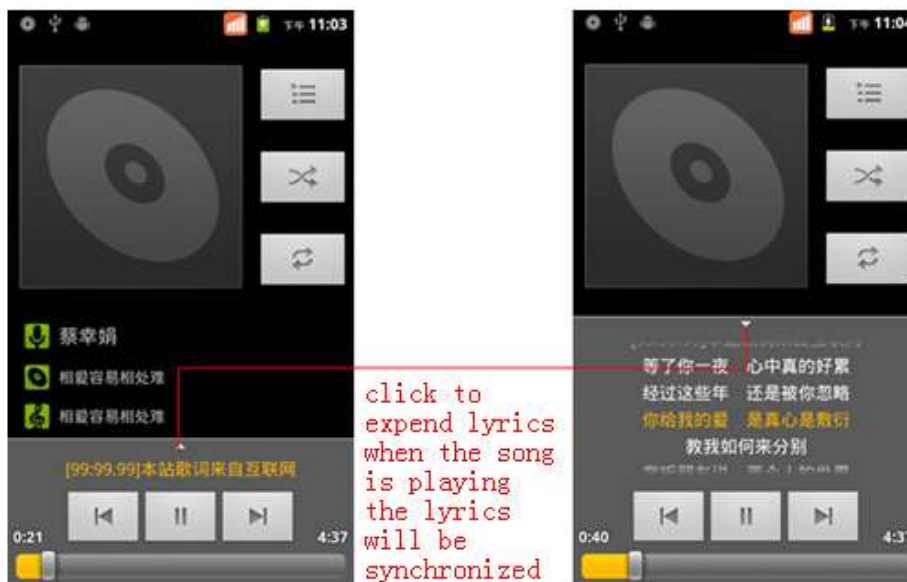 下午 11:03
蔡幸娟
相爱容易相处难
相爱容易相处难
[99:99.99]本站歌词来自互联网
0:21
4:37
click to
expend lyrics
when the song
is playing
the lyrics
will be
synchronized
下午 11:04
等了你一夜 心中真的好累
经过这些年 还是被你忽略
你给我的爱 是真心是敷衍
教我如何来分别
0:40
4:37